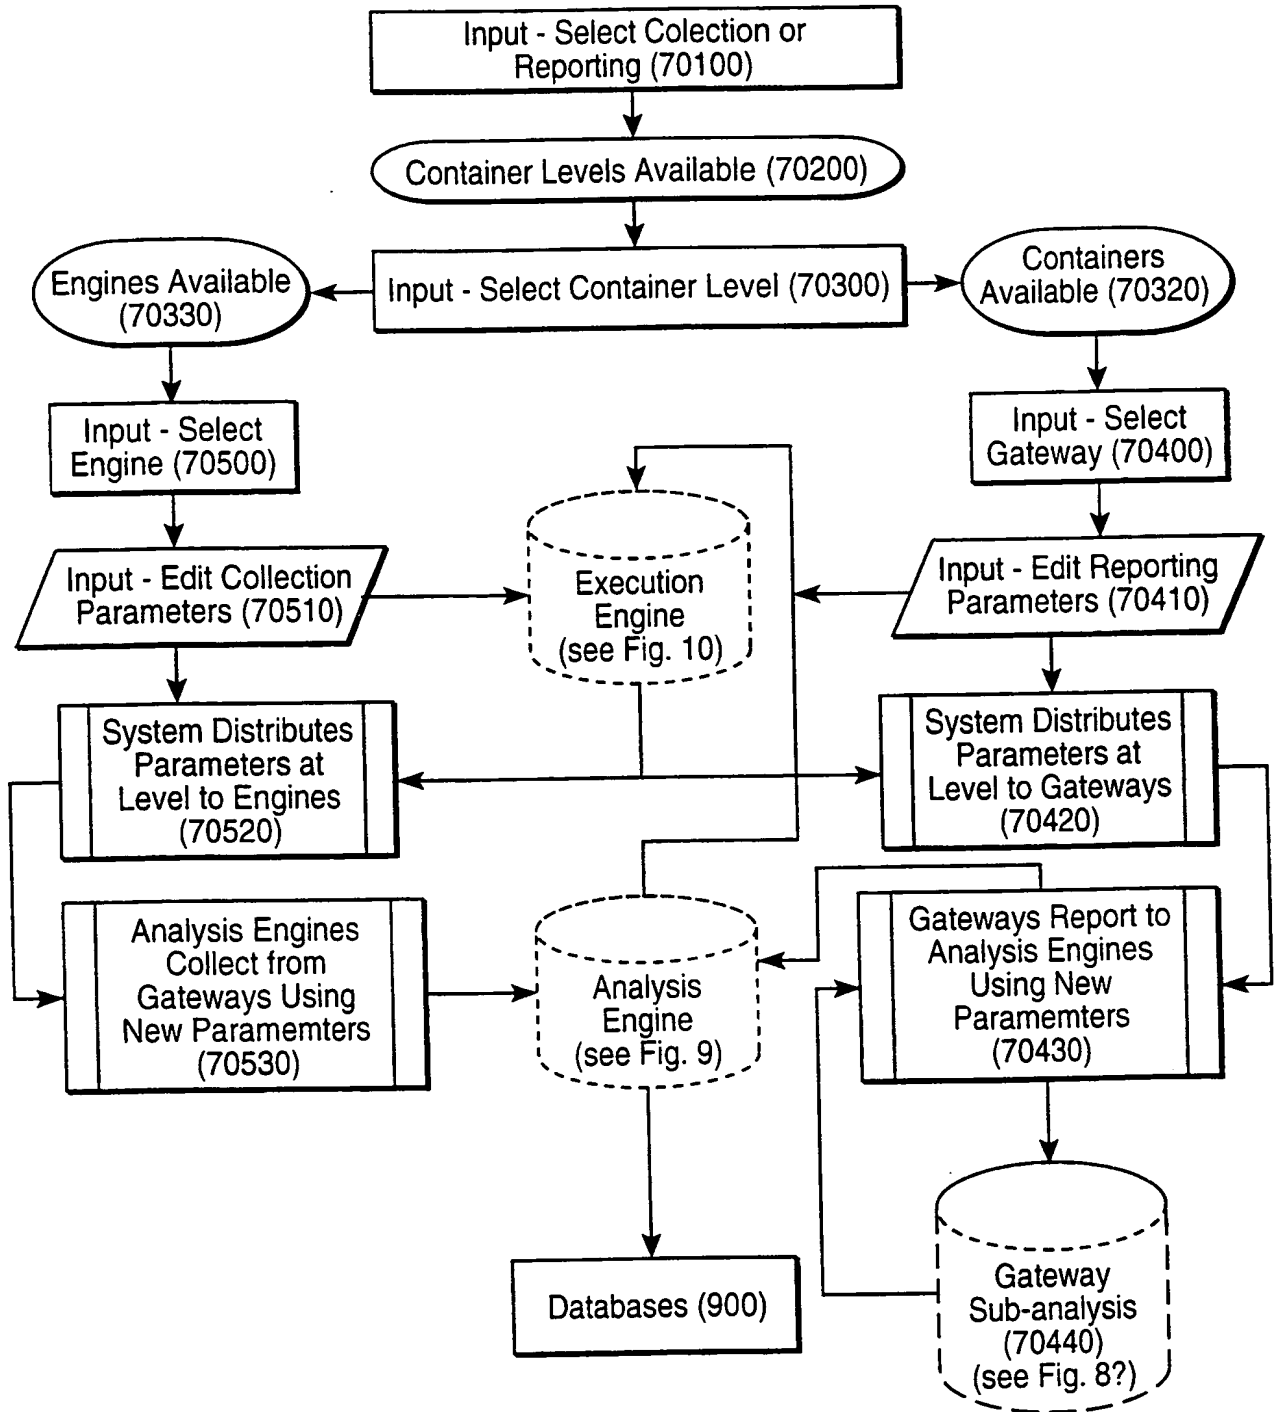 Input - Select Colection or
Reporting (70100)
Container Levels Available (70200)
Input - Select Container Level (70300)
Engines Available
(70330)
Containers
Available (70320)
Input - Select
Engine (70500)
Input - Select
Gateway (70400)
Input - Edit Collection
Parameters (70510)
Execution
Engine
(see Fig. 10)
Input - Edit Reporting
Parameters (70410)
System Distributes
Parameters at
Level to Engines
(70520)
System Distributes
Parameters at
Level to Gateways
(70420)
Analysis Engines
Collect from
Gateways Using
New Paramemters
(70530)
Analysis
Engine
(see Fig. 9)
Gateways Report to
Analysis Engines
Using New
Paramemters
(70430)
Databases (900)
Gateway
Sub-analysis
(70440)
(see Fig. 8?)